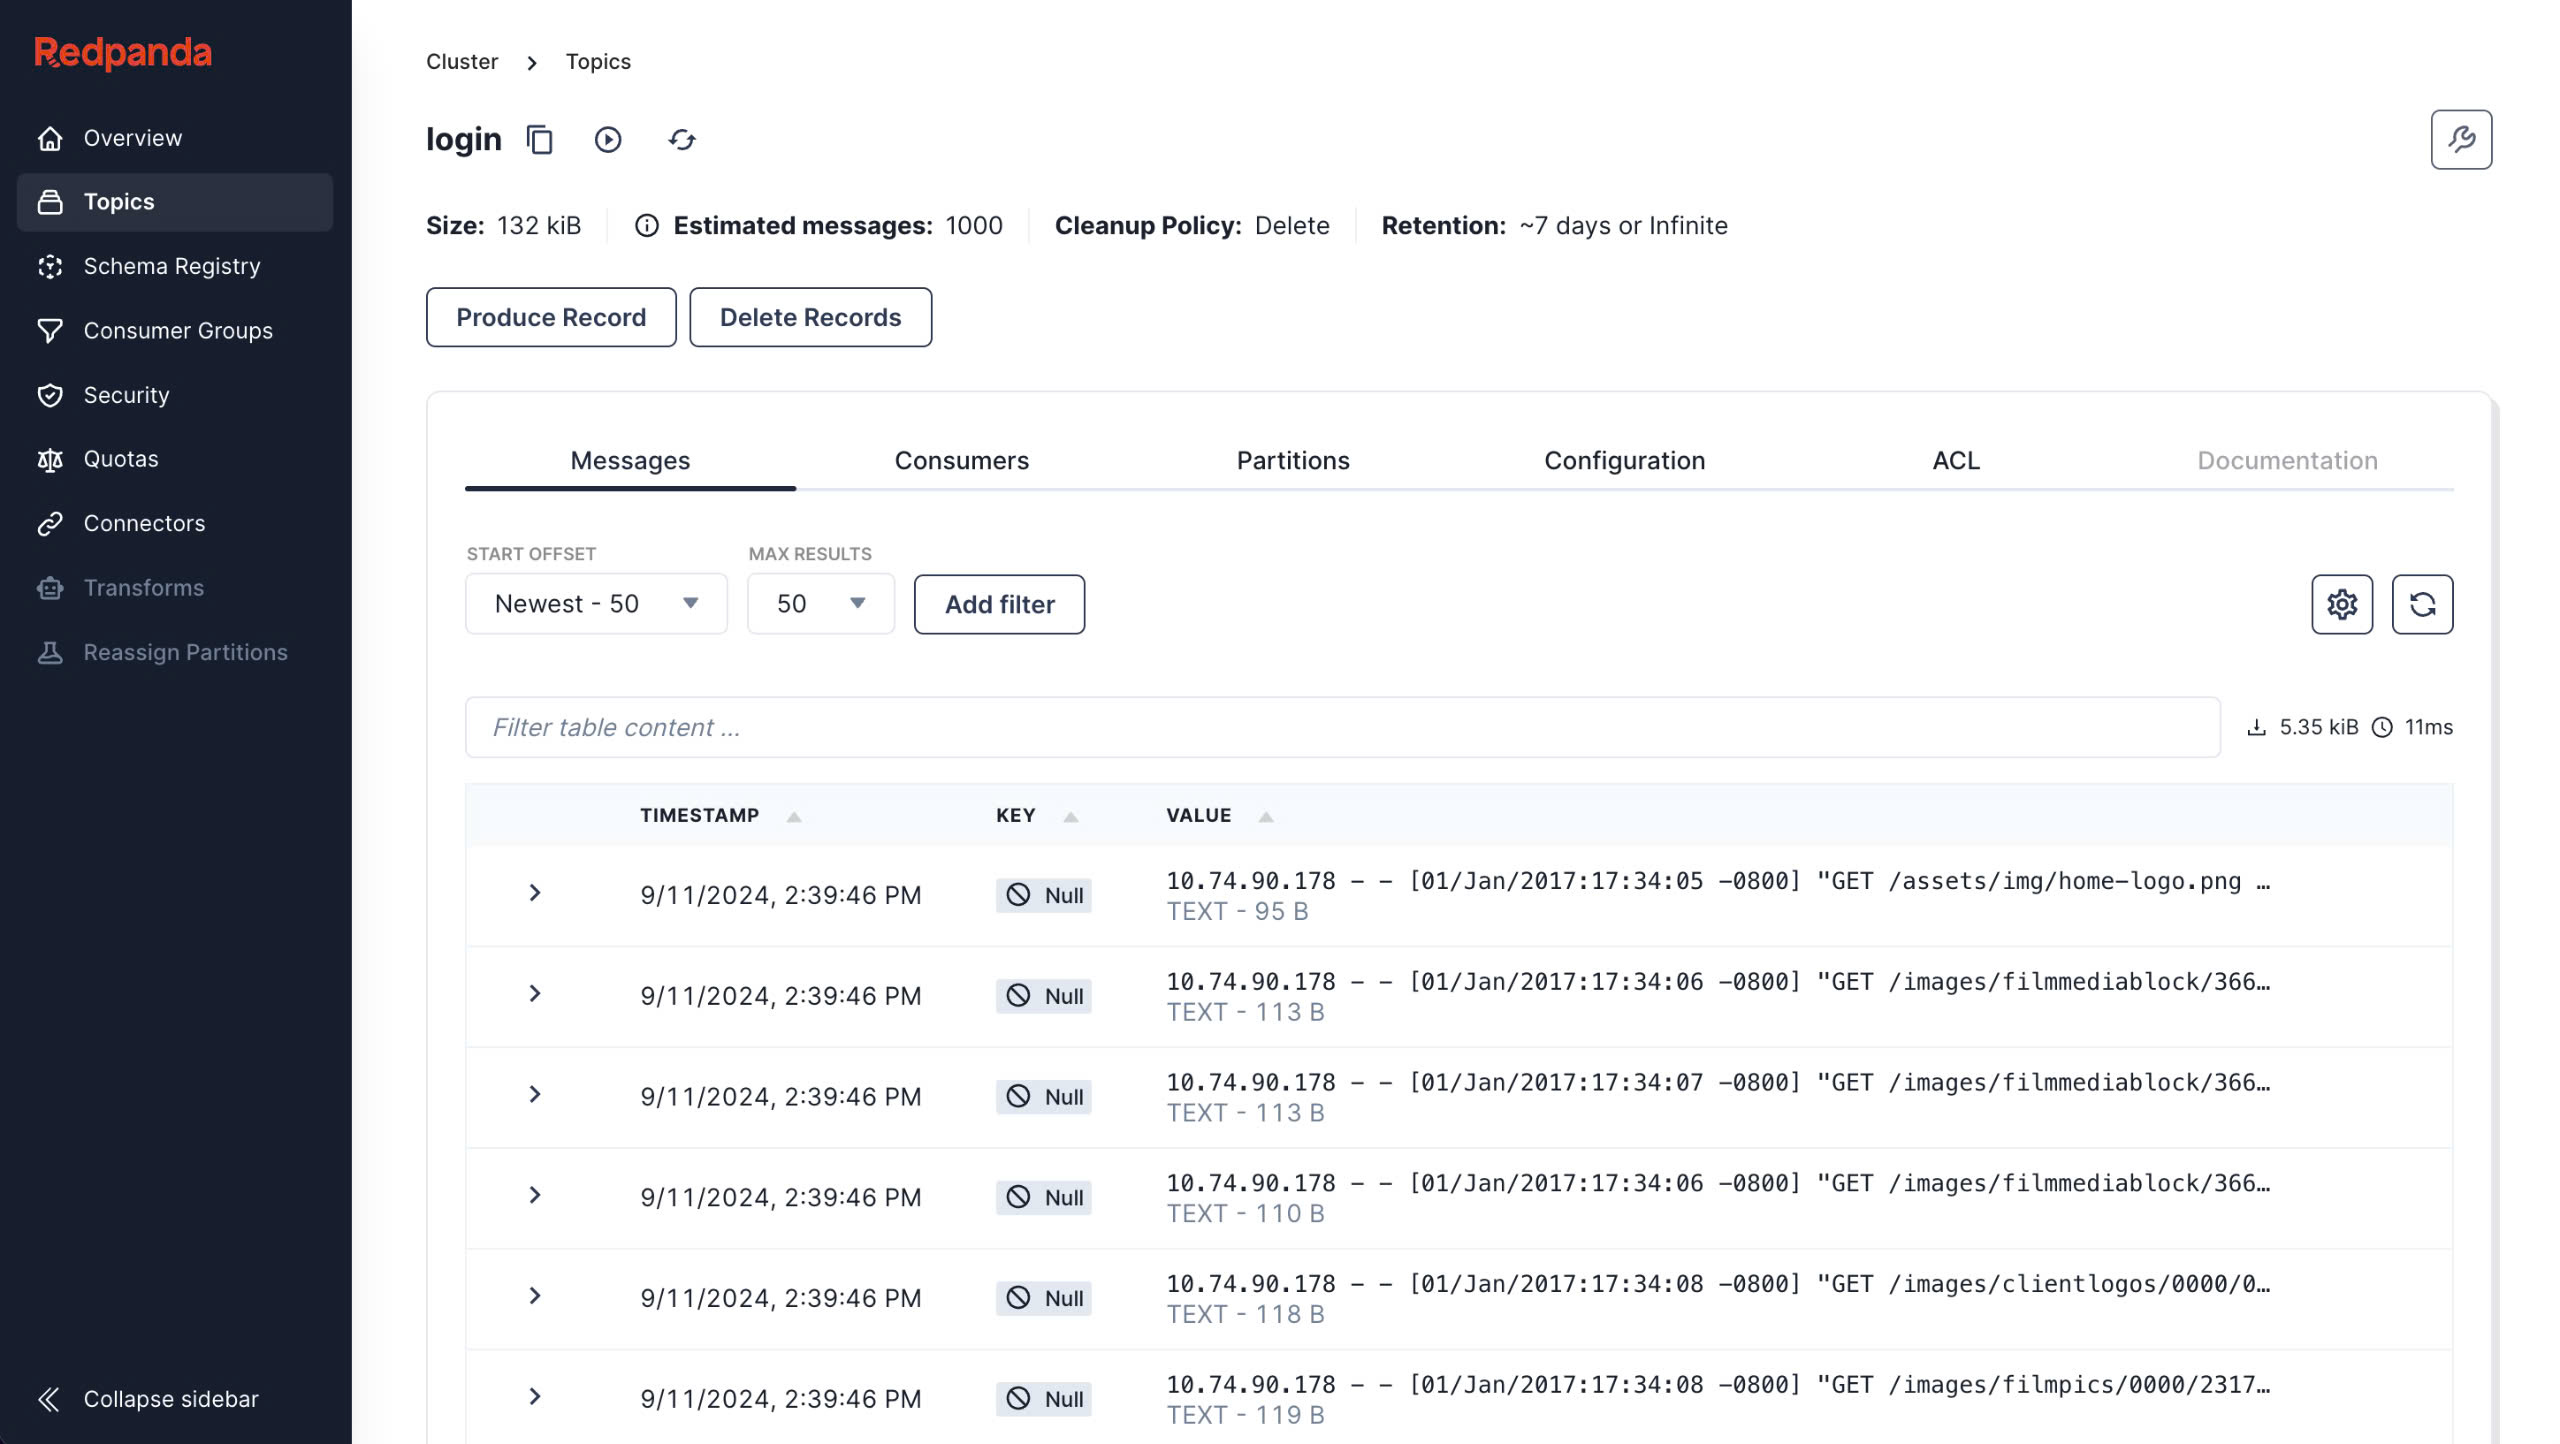 Redpanda
Overview
Topics
Schema Registry
Consumer Groups
Security
Quotas
Connectors
Transforms
Reassign Partitions
Collapse sidebar
Cluster > Topics
login
Size: 132 kiB Estimated messages: 1000 Cleanup Policy: Delete Retention: ~7 days or Infinite
Produce Record Delete Records
Messages Consumers Partitions Configuration ACL Documentation
START OFFSET MAX RESULTS
Newest - 50 50 Add filter
Filter table content ... 5.35 kiB 11ms
TIMESTAMP KEY VALUE
9/11/2024, 2:39:46 PM Null 10.74.90.178 - - [01/Jan/2017:17:34:05 -0800] "GET /assets/img/home-logo.png …
TEXT - 95 B
9/11/2024, 2:39:46 PM Null 10.74.90.178 - - [01/Jan/2017:17:34:06 -0800] "GET /images/filmmediablock/366…
TEXT - 113 B
9/11/2024, 2:39:46 PM Null 10.74.90.178 - - [01/Jan/2017:17:34:07 -0800] "GET /images/filmmediablock/366…
TEXT - 113 B
9/11/2024, 2:39:46 PM Null 10.74.90.178 - - [01/Jan/2017:17:34:06 -0800] "GET /images/filmmediablock/366…
TEXT - 110 B
9/11/2024, 2:39:46 PM Null 10.74.90.178 - - [01/Jan/2017:17:34:08 -0800] "GET /images/clientlogos/0000/0…
TEXT - 118 B
9/11/2024, 2:39:46 PM Null 10.74.90.178 - - [01/Jan/2017:17:34:08 -0800] "GET /images/filmpics/0000/2317…
TEXT - 119 B